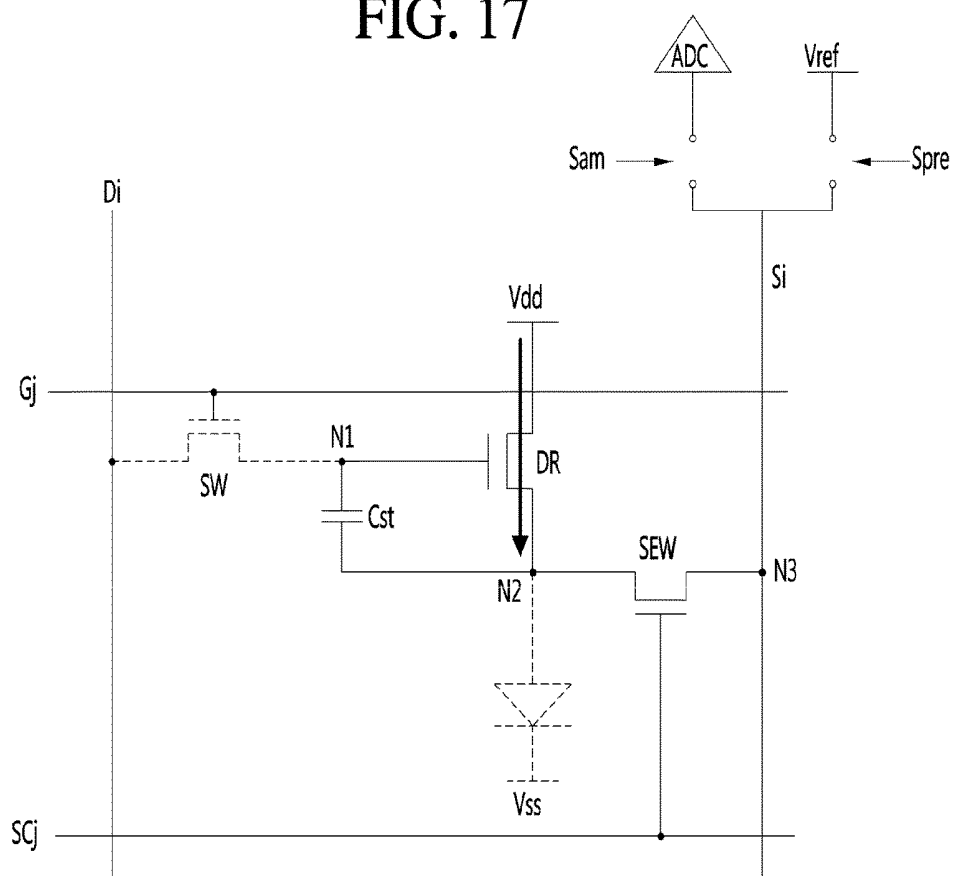 FIG. 17
ADC
Vref
Sam
Spre
Di
Si
Vdd
Gj
N1
DR
SW
Cst
SEW
N2
N3
Vss
SCj